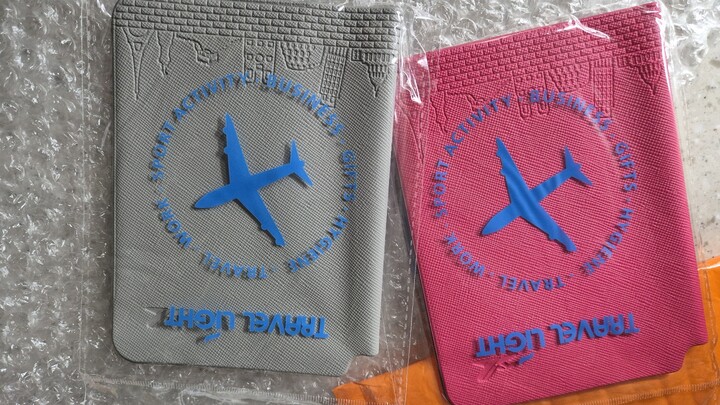 SPORT ACTIVITY · BUSINESS · GIFTS · HYGIENE · TRAVEL · WORK ·
TRAVEL LIGHT
SPORT ACTIVITY · BUSINESS · GIFTS · HYGIENE · TRAVEL · WORK ·
TRAVEL LIGHT